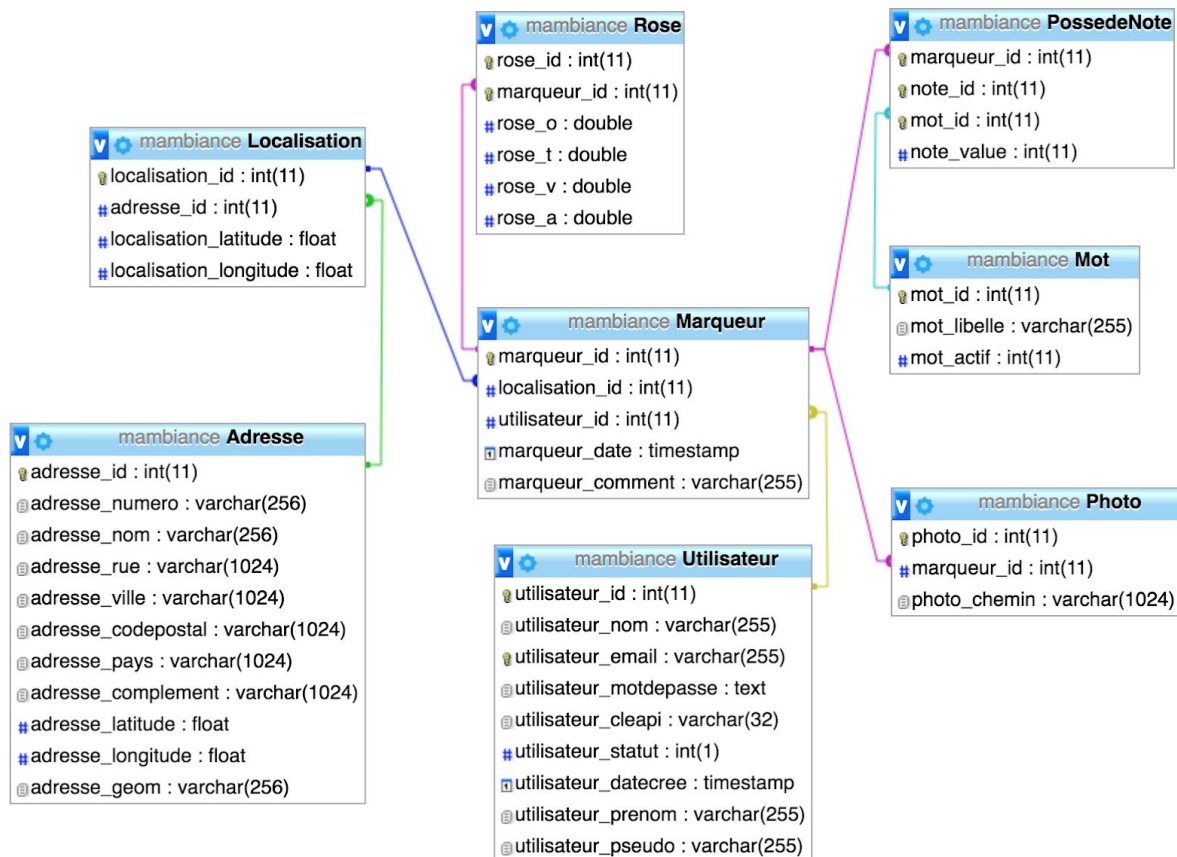 mambiance Localisation
localisation_id : int(11)
adresse_id : int(11)
localisation_latitude : float
localisation_longitude : float
mambiance Adresse
adresse_id : int(11)
adresse_numero : varchar(256)
adresse_nom : varchar(256)
adresse_rue : varchar(1024)
adresse_ville : varchar(1024)
adresse_codepostal : varchar(1024)
adresse_pays : varchar(1024)
adresse_complement : varchar(1024)
adresse_latitude : float
adresse_longitude : float
adresse_geom : varchar(256)
mambiance Rose
rose_id : int(11)
marqueur_id : int(11)
rose_o : double
rose_t : double
rose_v : double
rose_a : double
mambiance Marqueur
marqueur_id : int(11)
localisation_id : int(11)
utilisateur_id : int(11)
marqueur_date : timestamp
marqueur_comment : varchar(255)
mambiance Utilisateur
utilisateur_id : int(11)
utilisateur_nom : varchar(255)
utilisateur_email : varchar(255)
utilisateur_motdepasse : text
utilisateur_cleapi : varchar(32)
utilisateur_statut : int(1)
utilisateur_datecree : timestamp
utilisateur_prenom : varchar(255)
utilisateur_pseudo : varchar(255)
mambiance PossedeNote
marqueur_id : int(11)
note_id : int(11)
mot_id : int(11)
note_value : int(11)
mambiance Mot
mot_id : int(11)
mot_libelle : varchar(255)
mot_actif : int(11)
mambiance Photo
photo_id : int(11)
marqueur_id : int(11)
photo_chemin : varchar(1024)